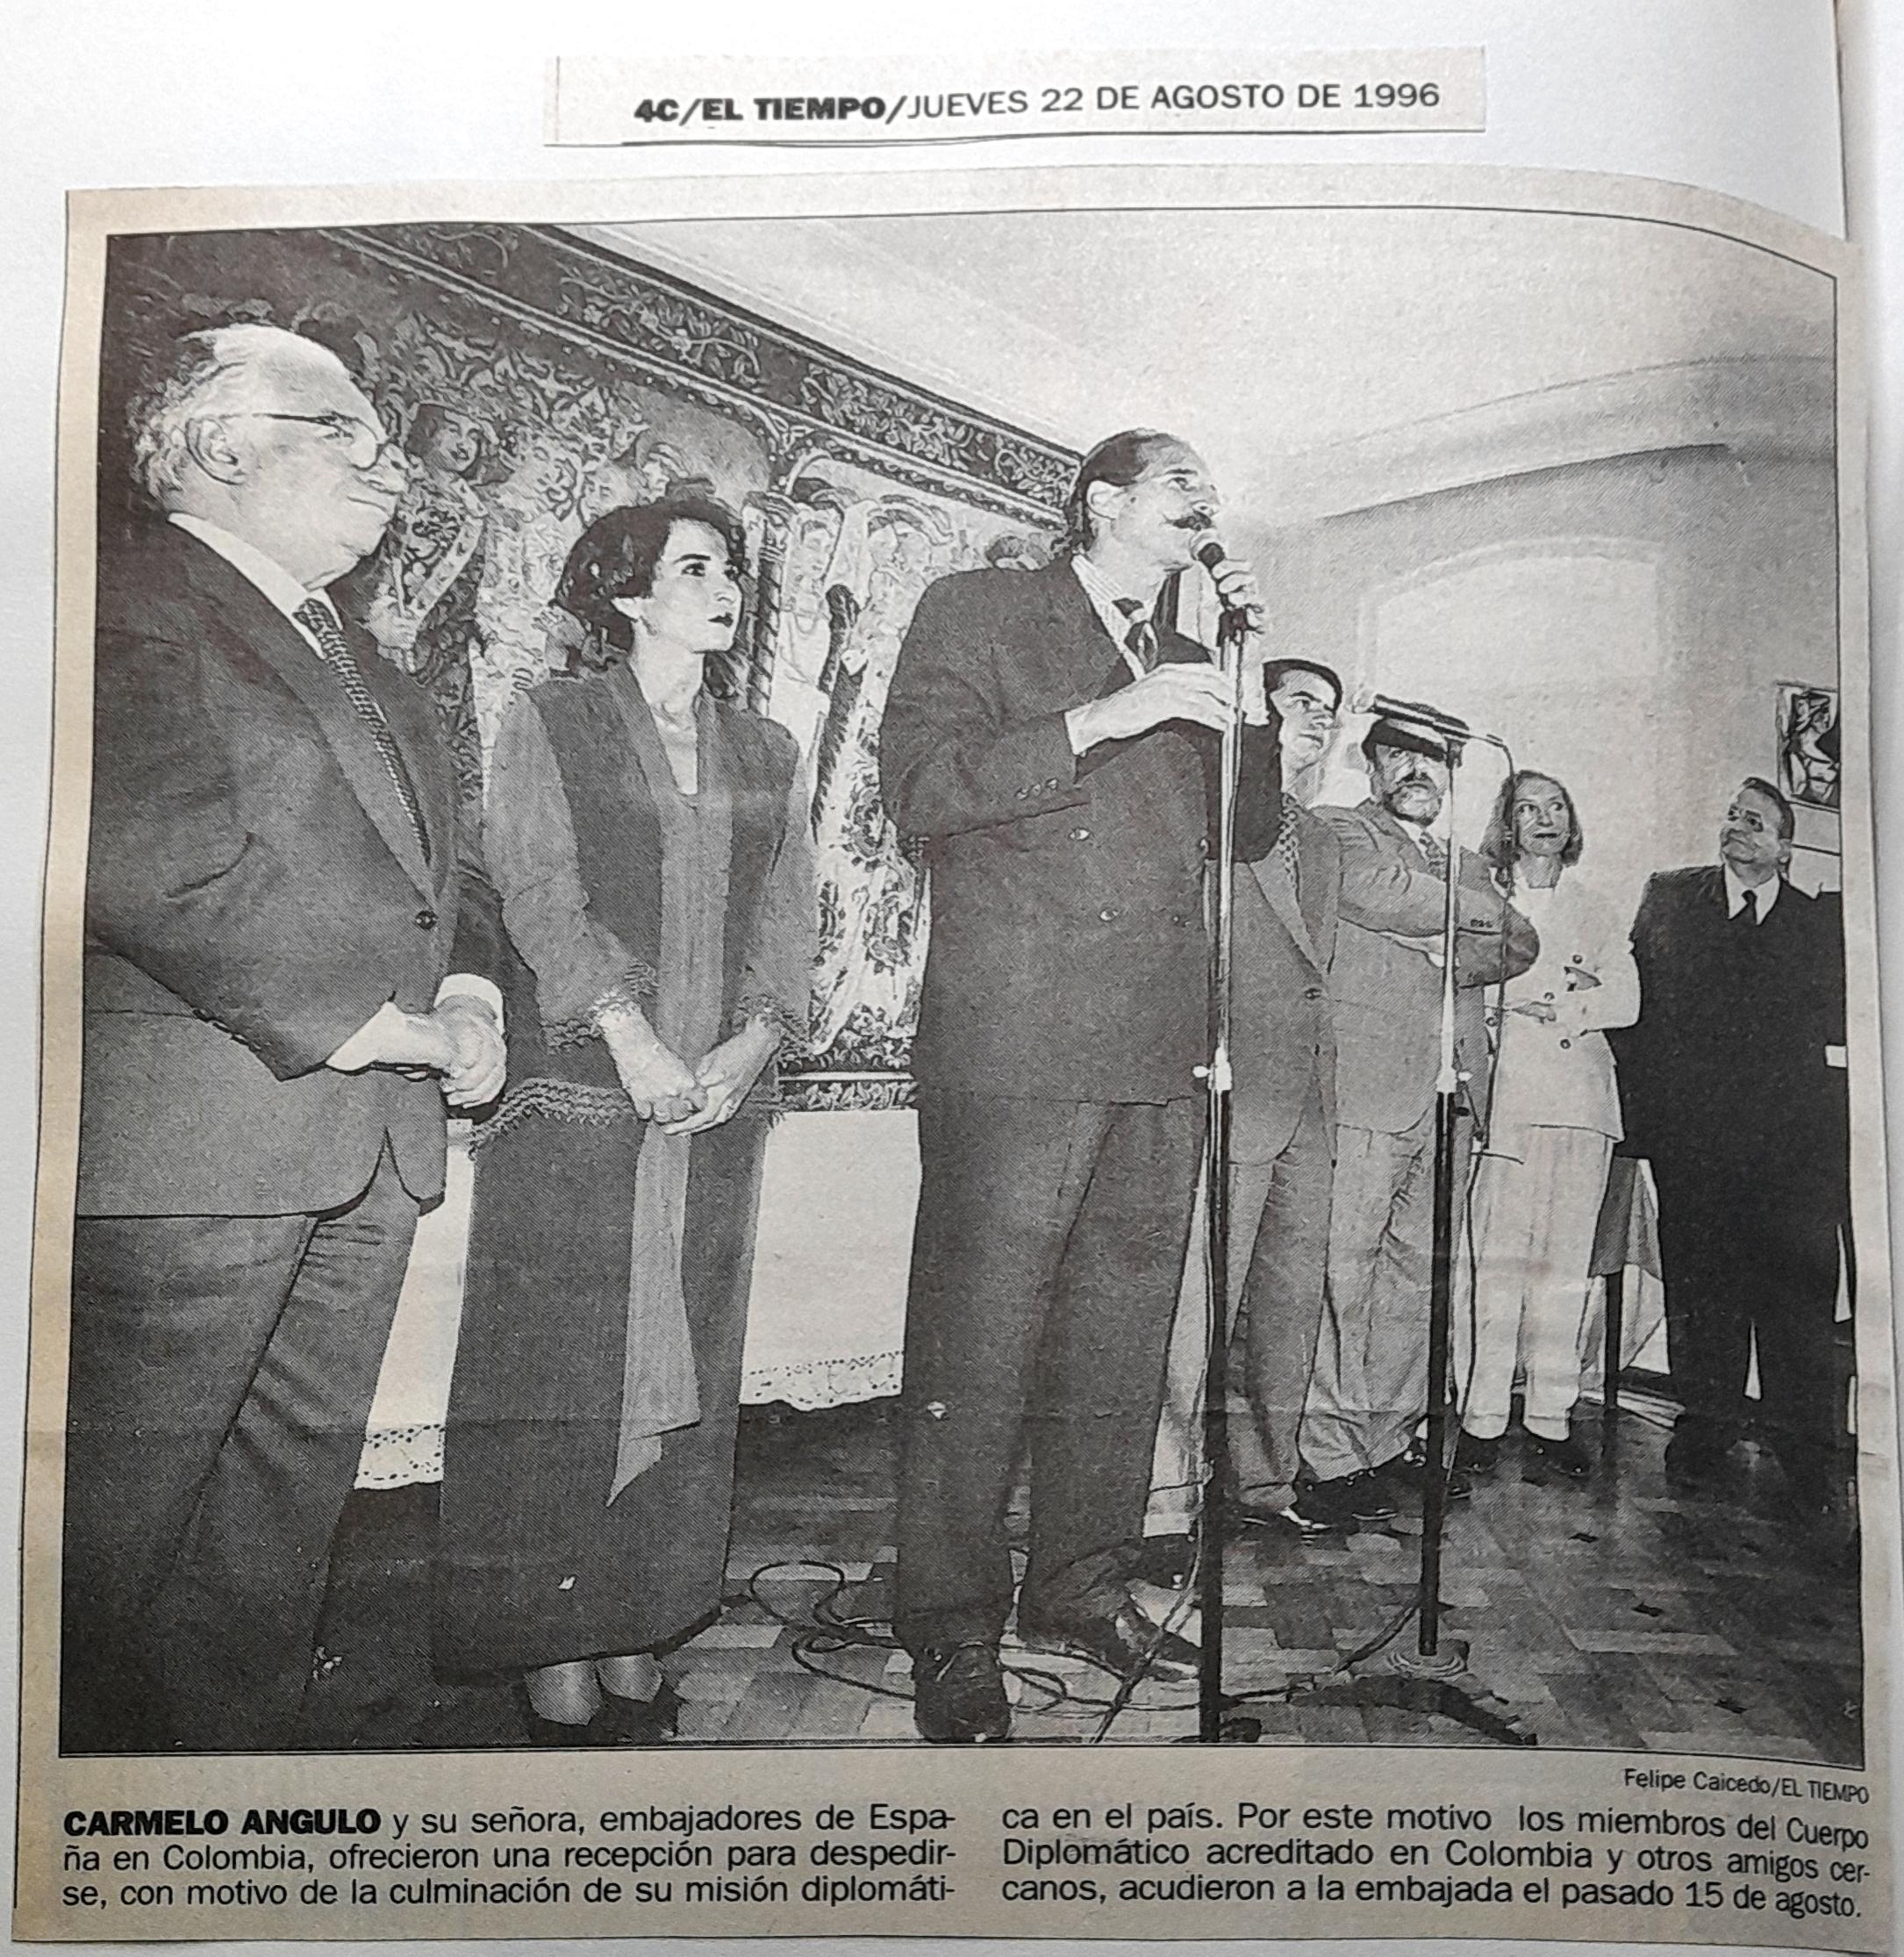 4C/EL TIEMPO/JUEVES 22 DE AGOSTO DE 1996
Felipe Caicedo/EL TIEMPO
CARMELO ANGULO y su señora, embajadores de Espa-
ña en Colombia, ofrecieron una recepción para despedir-
se, con motivo de la culminación de su misión diplomáti-
ca en el país. Por este motivo los miembros del Cuerpo
Diplomático acreditado en Colombia y otros amigos cer-
canos, acudieron a la embajada el pasado 15 de agosto.